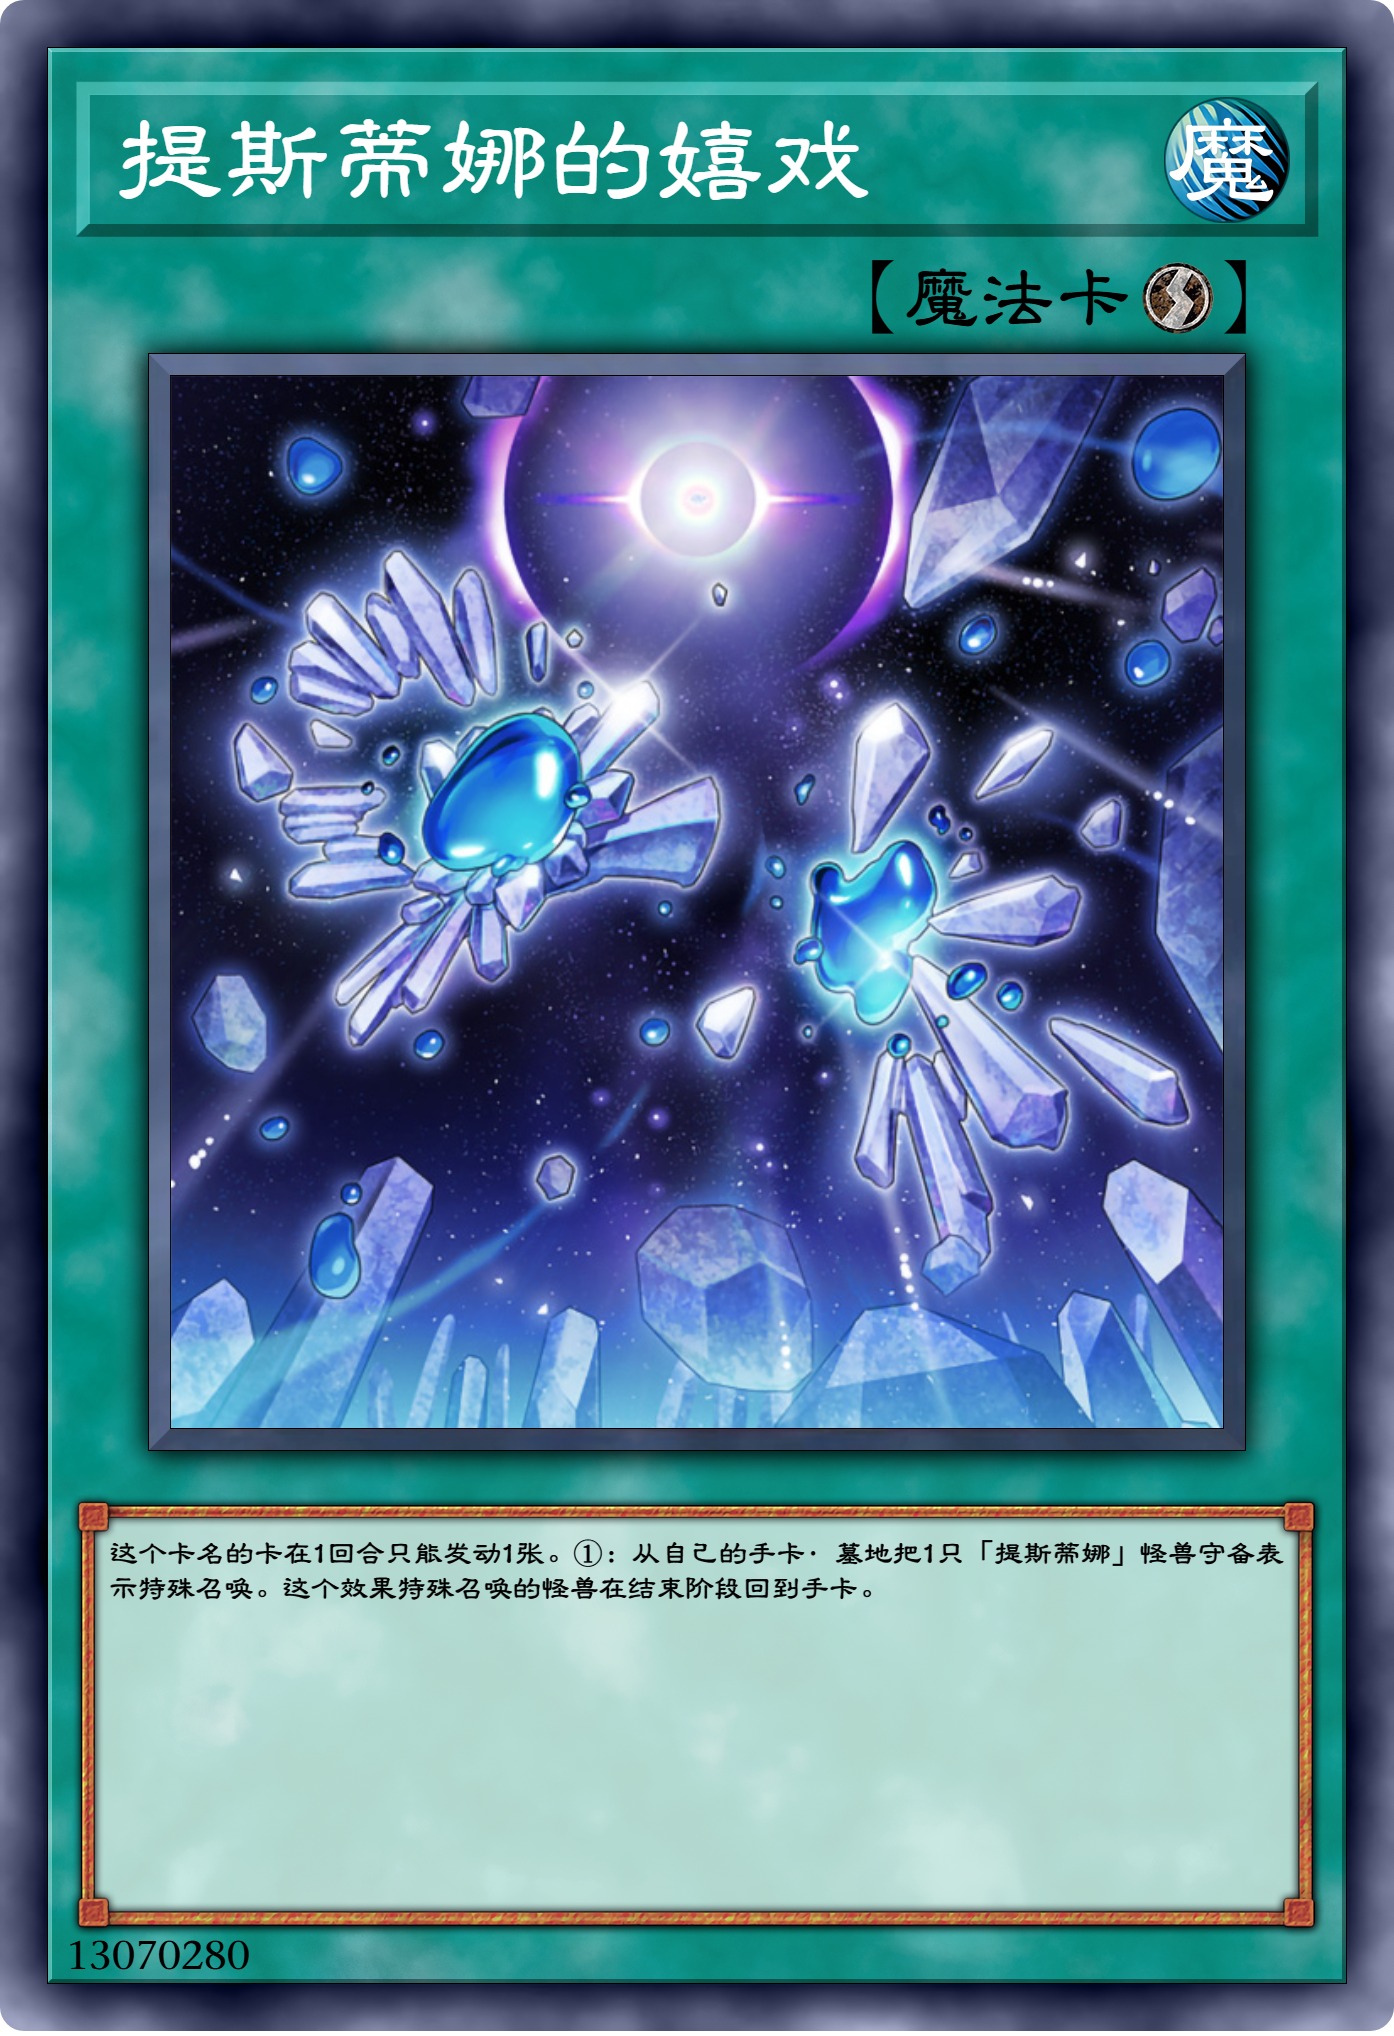 提斯蒂娜的嬉戏
魔
【魔法卡】
这个卡名的卡在1回合只能发动1张。①：从自己的手卡·墓地把1只「提斯蒂娜」怪兽守备表
示特殊召唤。这个效果特殊召唤的怪兽在结束阶段回到手卡。
13070280